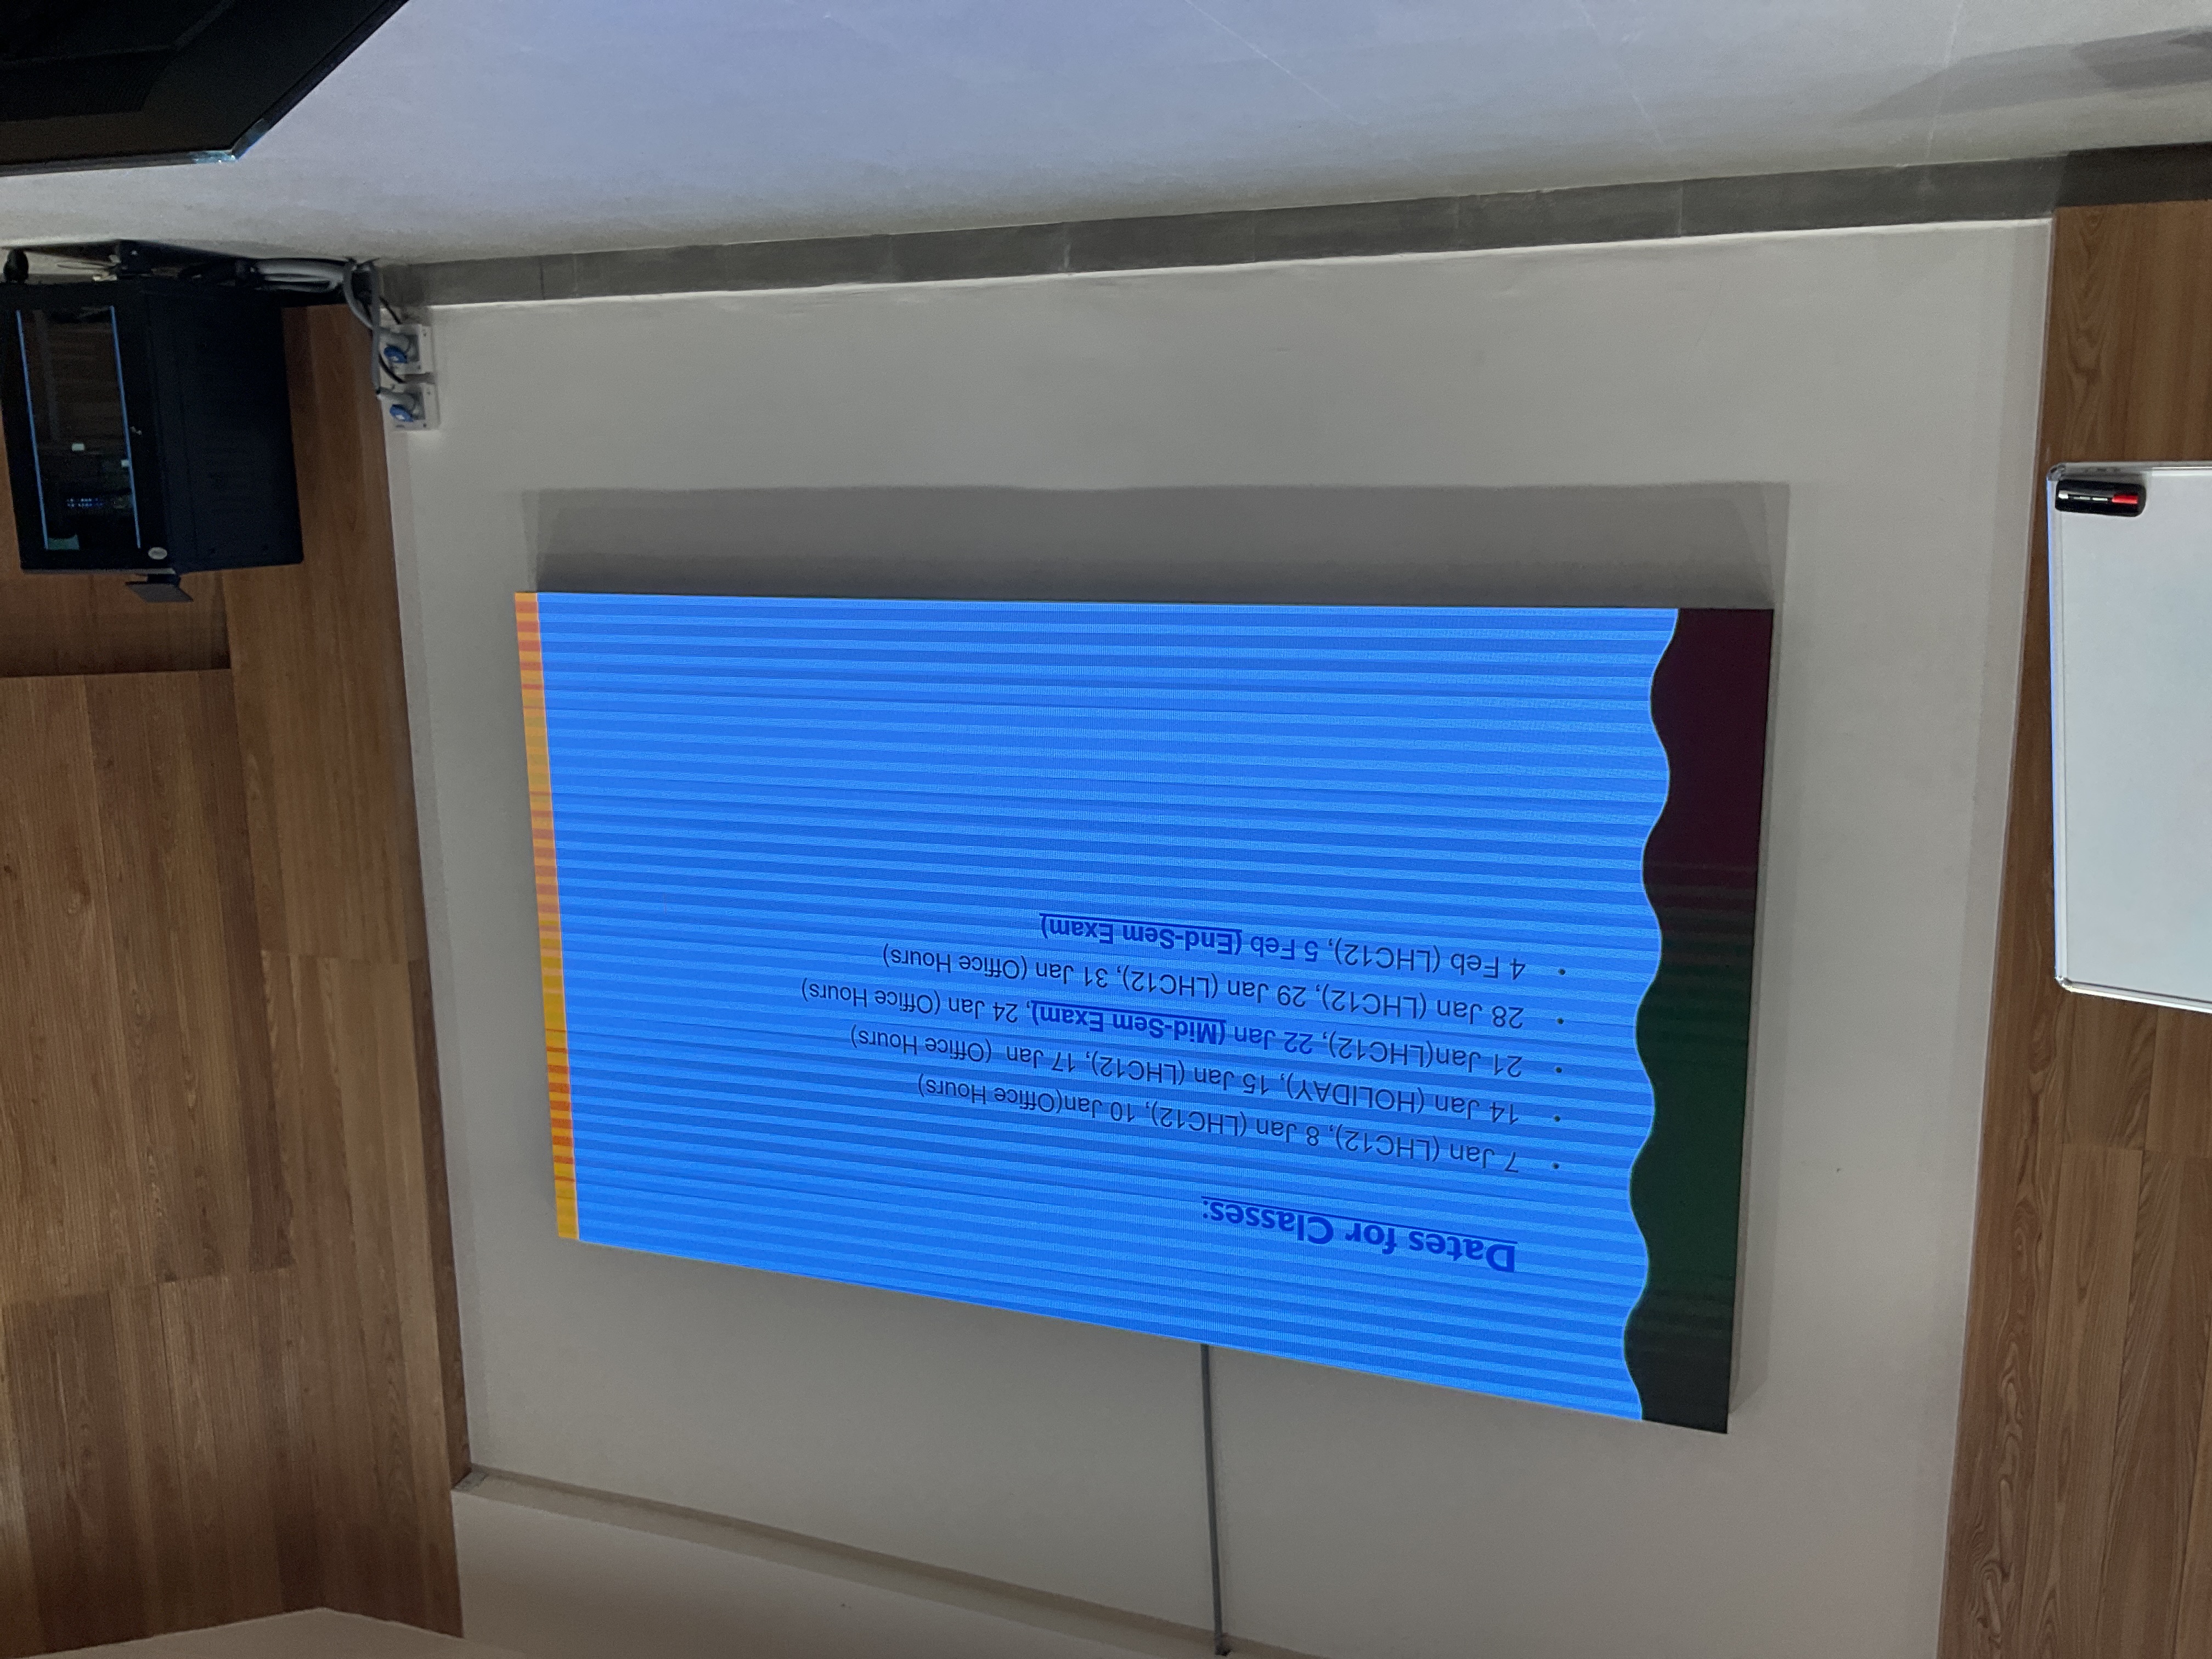 Dates for Classes:
• 7 Jan (LHC12), 8 Jan (LHC12), 10 Jan(Office Hours)
• 14 Jan (HOLIDAY), 15 Jan (LHC12), 17 Jan (Office Hours)
• 21 Jan(LHC12), 22 Jan (Mid-Sem Exam), 24 Jan (Office Hours)
• 28 Jan (LHC12), 29 Jan (LHC12), 31 Jan (Office Hours)
• 4 Feb (LHC12), 5 Feb (End-Sem Exam)